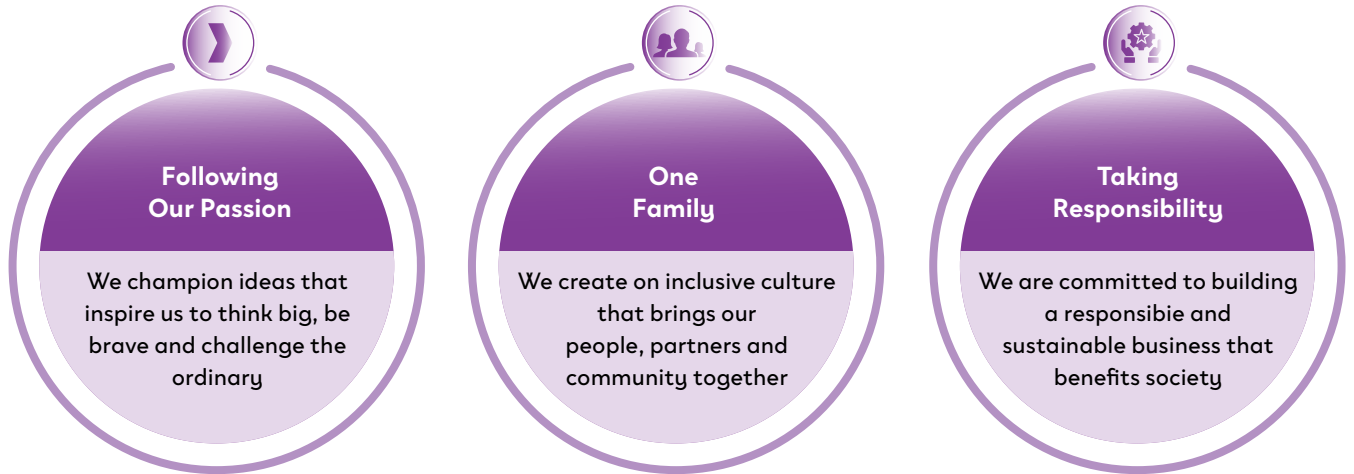 Following
Our Passion
We champion ideas that
inspire us to think big, be
brave and challenge the
ordinary
One
Family
We create on inclusive culture
that brings our
people, partners and
community together
Taking
Responsibility
We are committed to building
a responsibie and
sustainable business that
benefits society